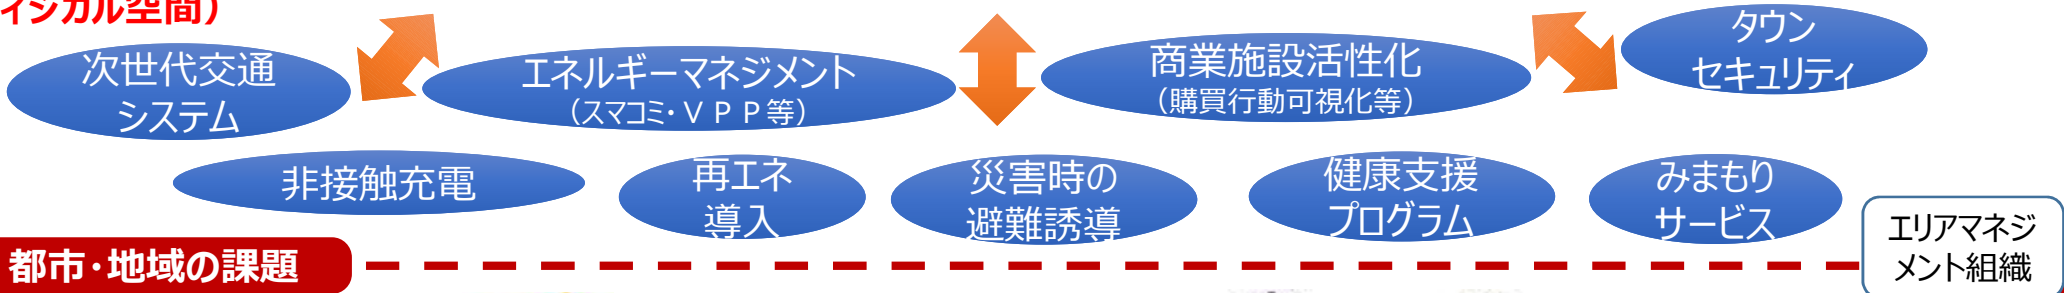 ィジカル空間）
次世代交通
システム
エネルギーマネジメント
（スマコミ・ＶＰＰ等）
商業施設活性化
（購買行動可視化等）
タウン
セキュリティ
非接触充電
再エネ
導入
災害時の
避難誘導
健康支援
プログラム
みまもり
サービス
都市・地域の課題
エリアマネジ
メント組織